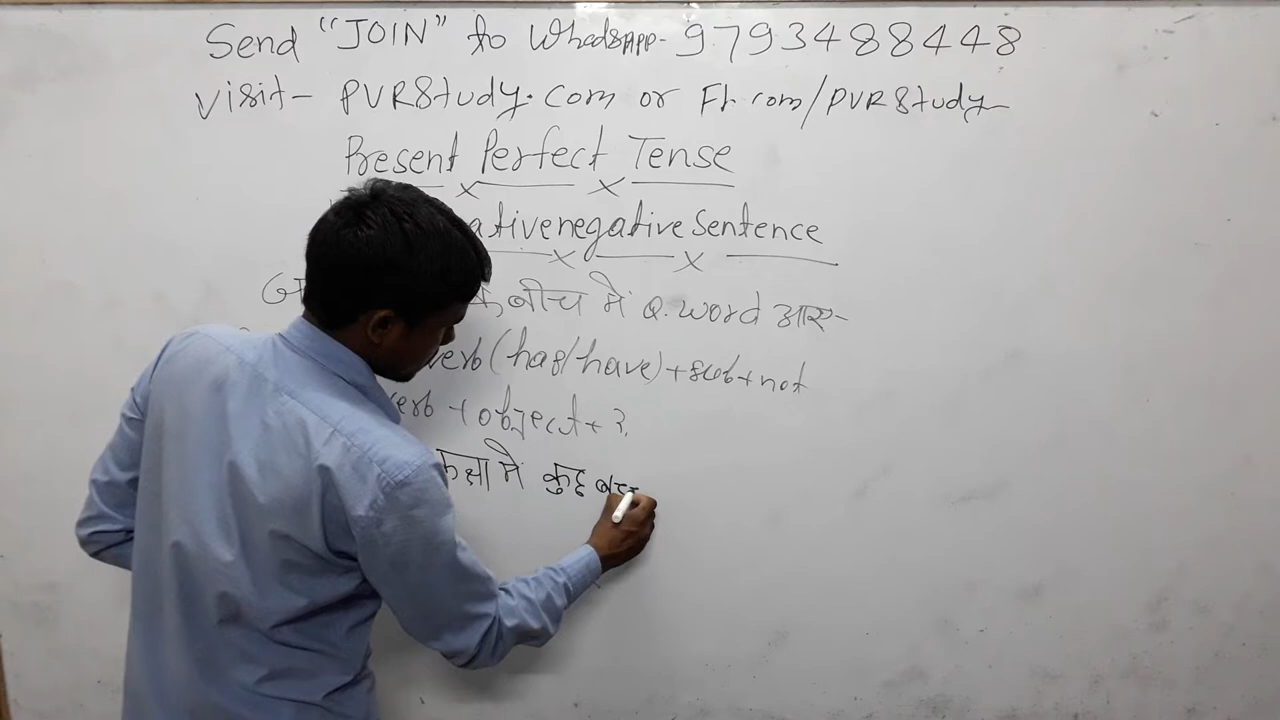 Send "JOIN" to WhatsApp- 9793488448
visit- PVRStudy.com or Fb.com/PVRStudy
Present Perfect Tense
ativenegative Sentence
के बीच में Q.word आए-
verb (has/have) + sub + not
verb + object + ?
कक्षा में कुछ